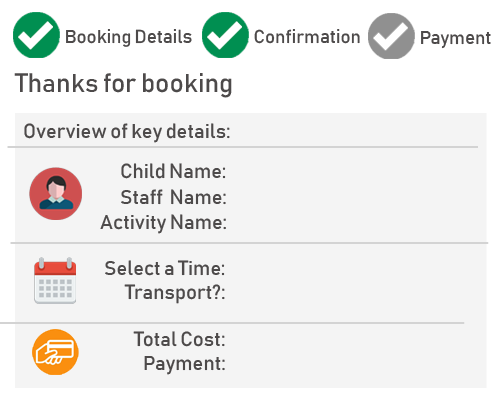 Booking Details Confirmation Payment
Thanks for booking
Overview of key details:
Child Name:
Staff Name:
Activity Name:
Select a Time:
Transport?:
Total Cost:
Payment: